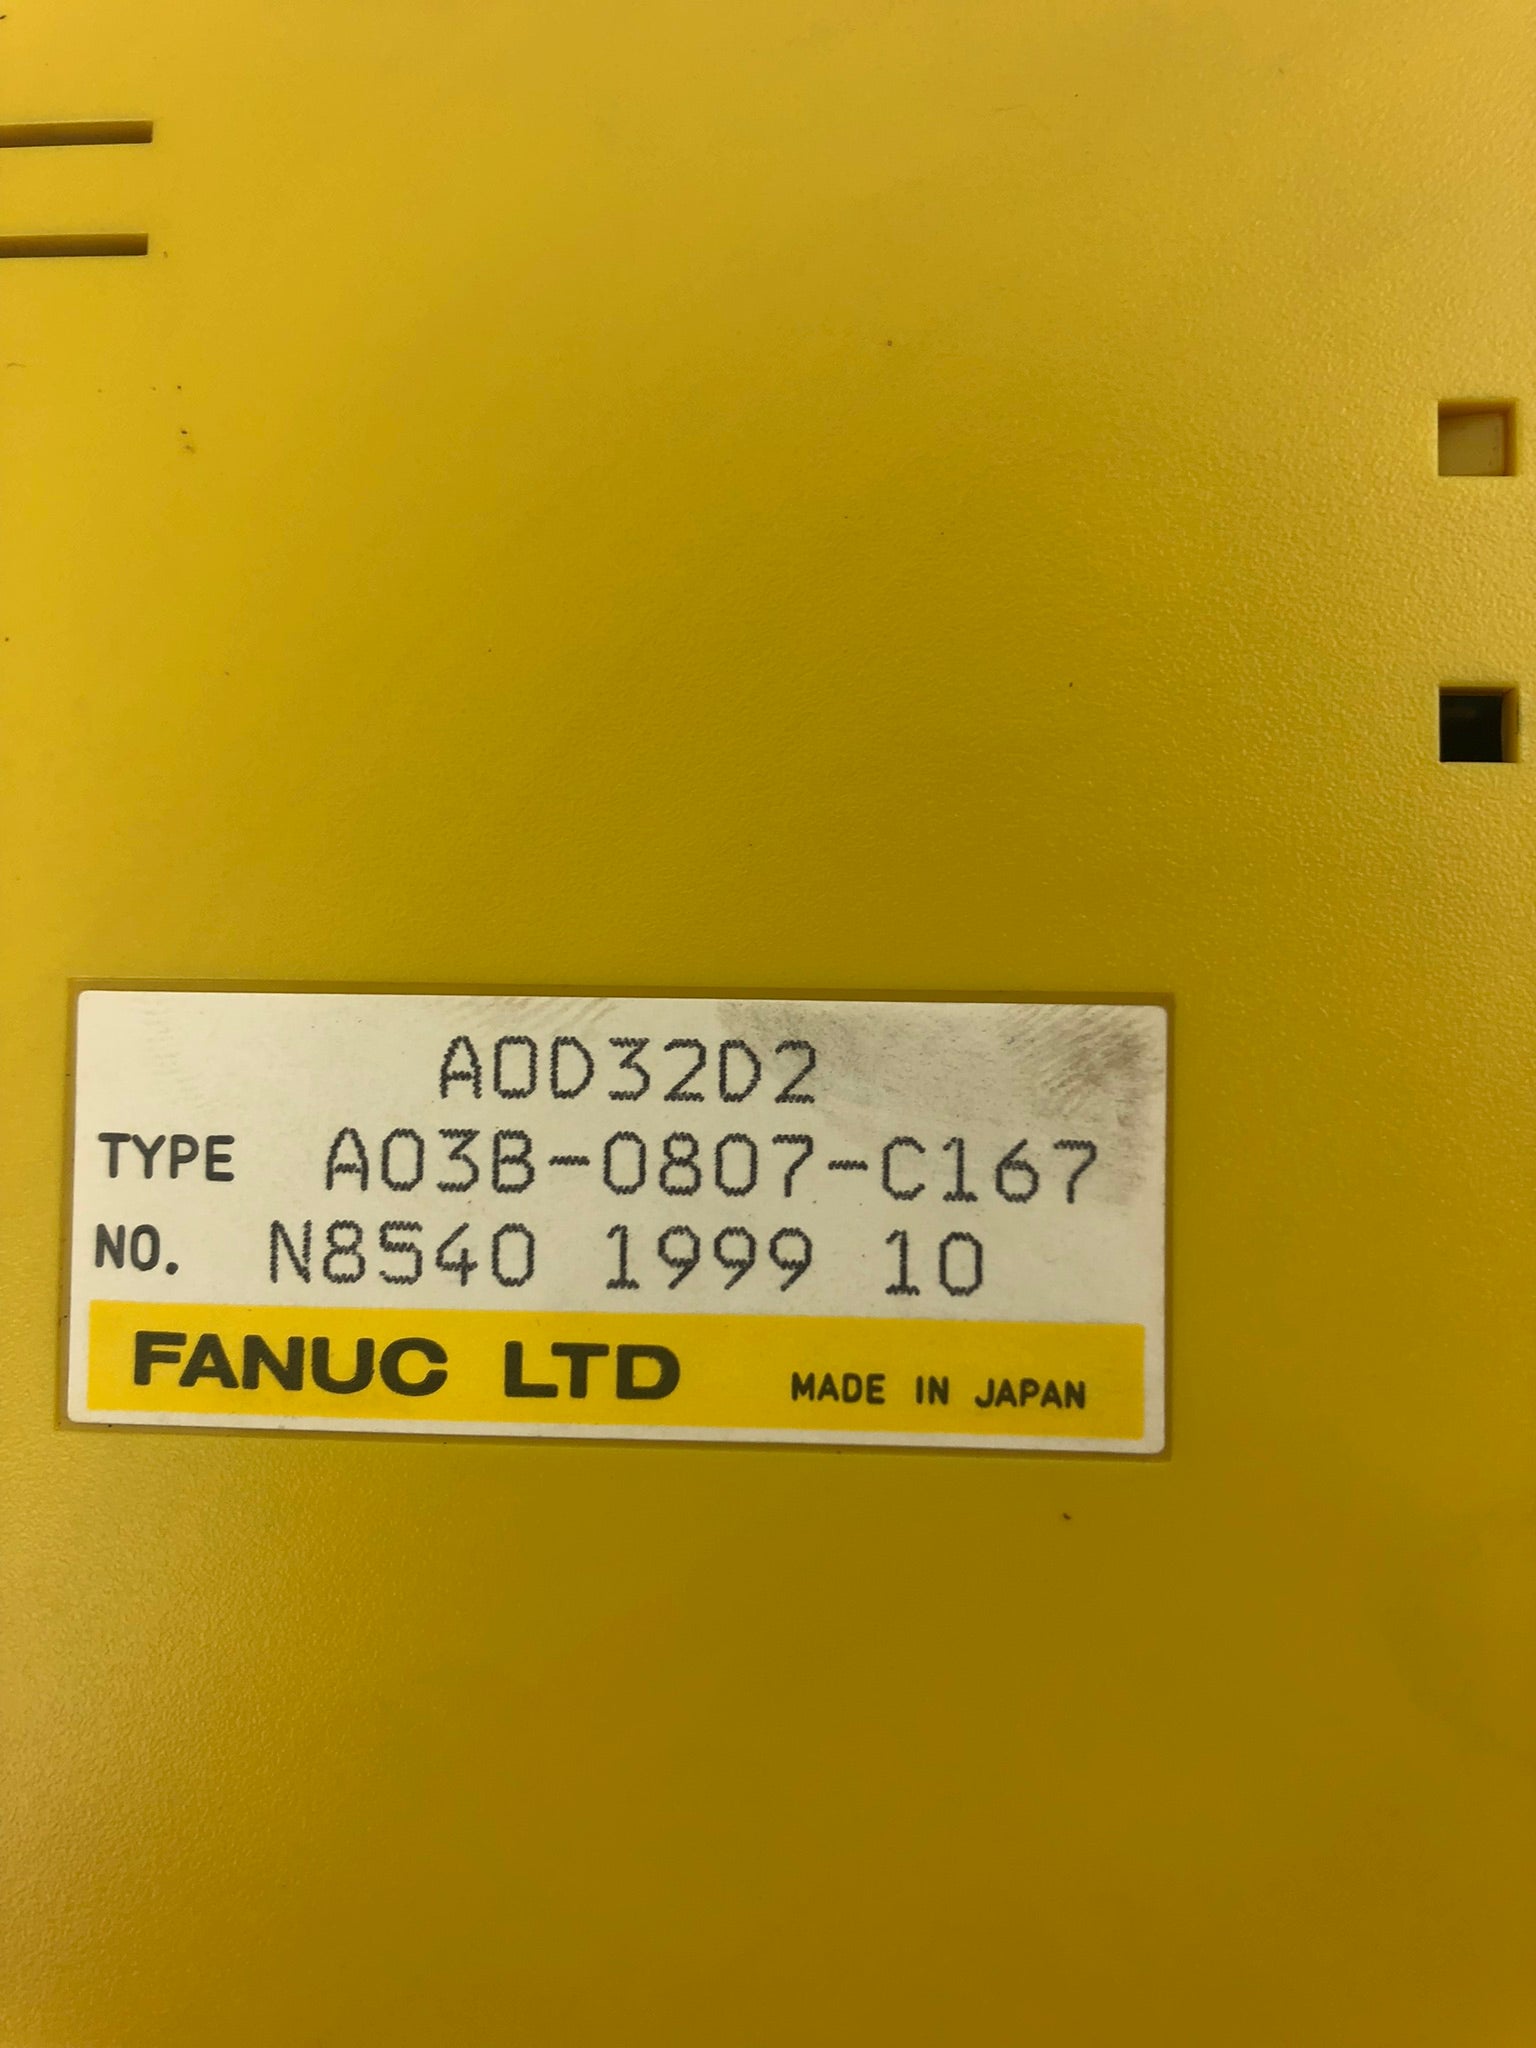 AOD32D2
TYPE A03B-0807-C167
NO. N8540 1999 10
FANUC LTD MADE IN JAPAN